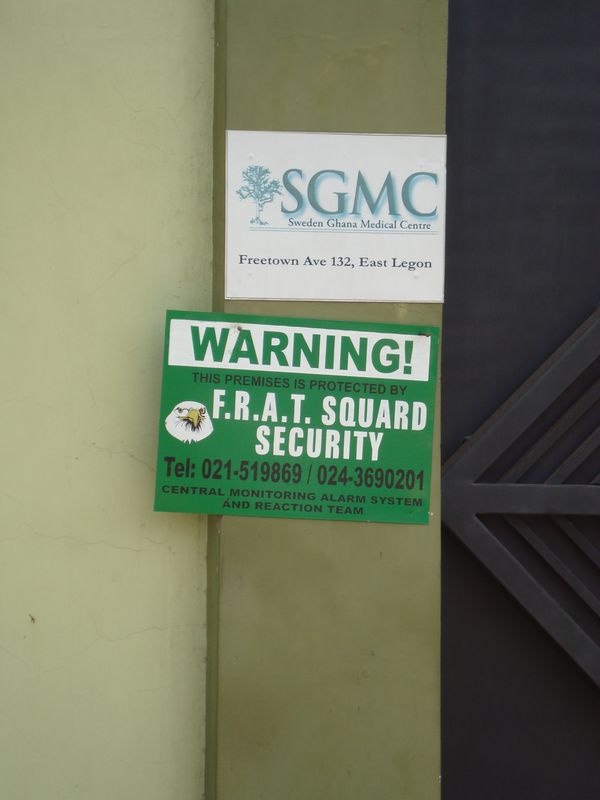 SGMC
Sweden Ghana Medical Centre
Freetown Ave 132, East Legon
WARNING!
THIS PREMISES IS PROTECTED BY
F.R.A.T. SQUARD
SECURITY
Tel: 021-519869 / 024-3690201
CENTRAL MONITORING ALARM SYSTEM
AND REACTION TEAM